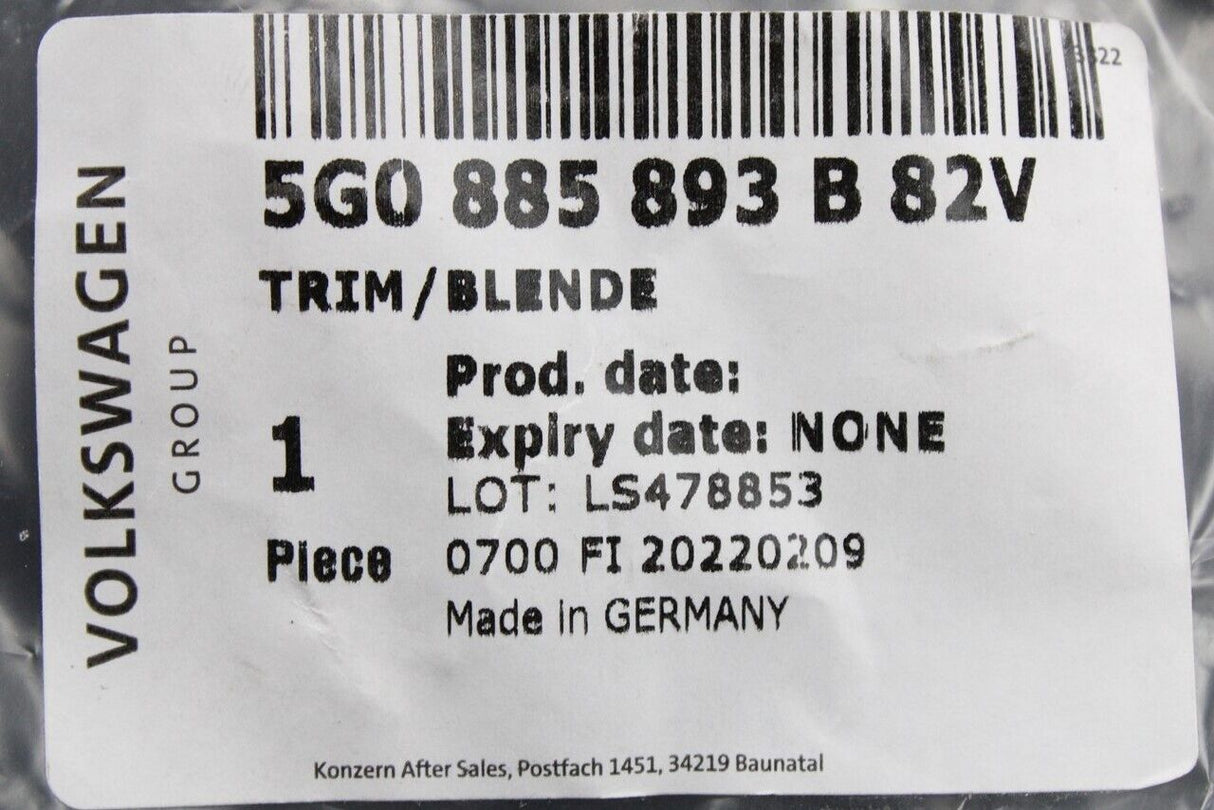 5G0 885 893 B 82V
TRIM/BLENDE
Prod. date:
Expiry date: NONE
1
LOT: LS478853
Piece
0700 FI 20220209
Made in GERMANY
VOLKSWAGEN
GROUP
Konzern After Sales, Postfach 1451, 34219 Baunatal